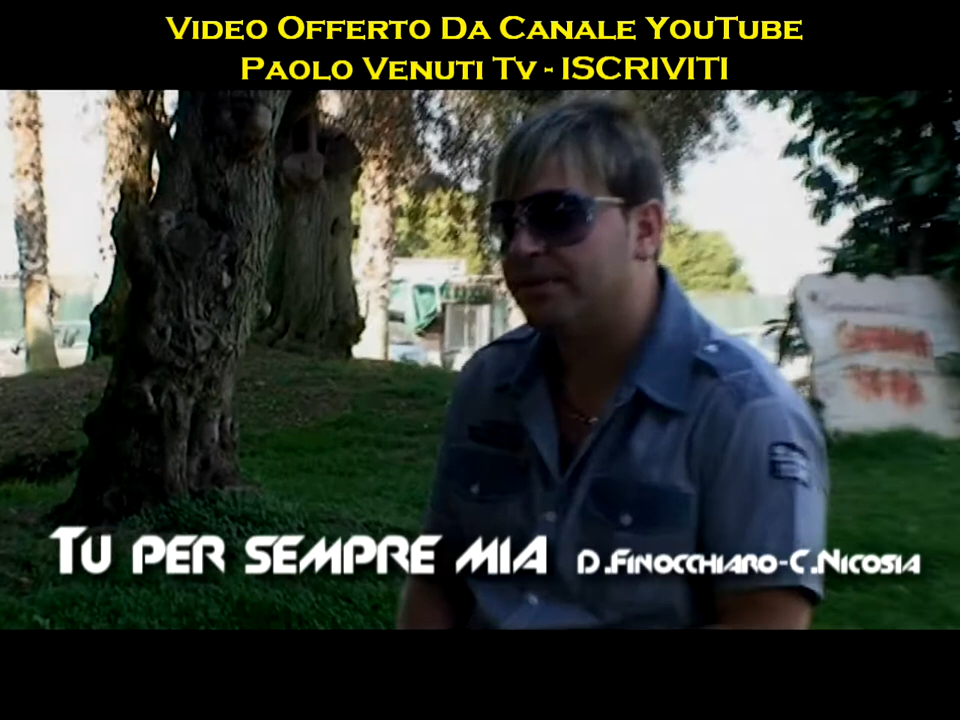 VIDEO OFFERTO DA CANALE YOUTUBE
PAOLO VENUTI TV - ISCRIVITI
TU PER SEMPRE MIA D.FINOCCHIARO-C.NICOSIA